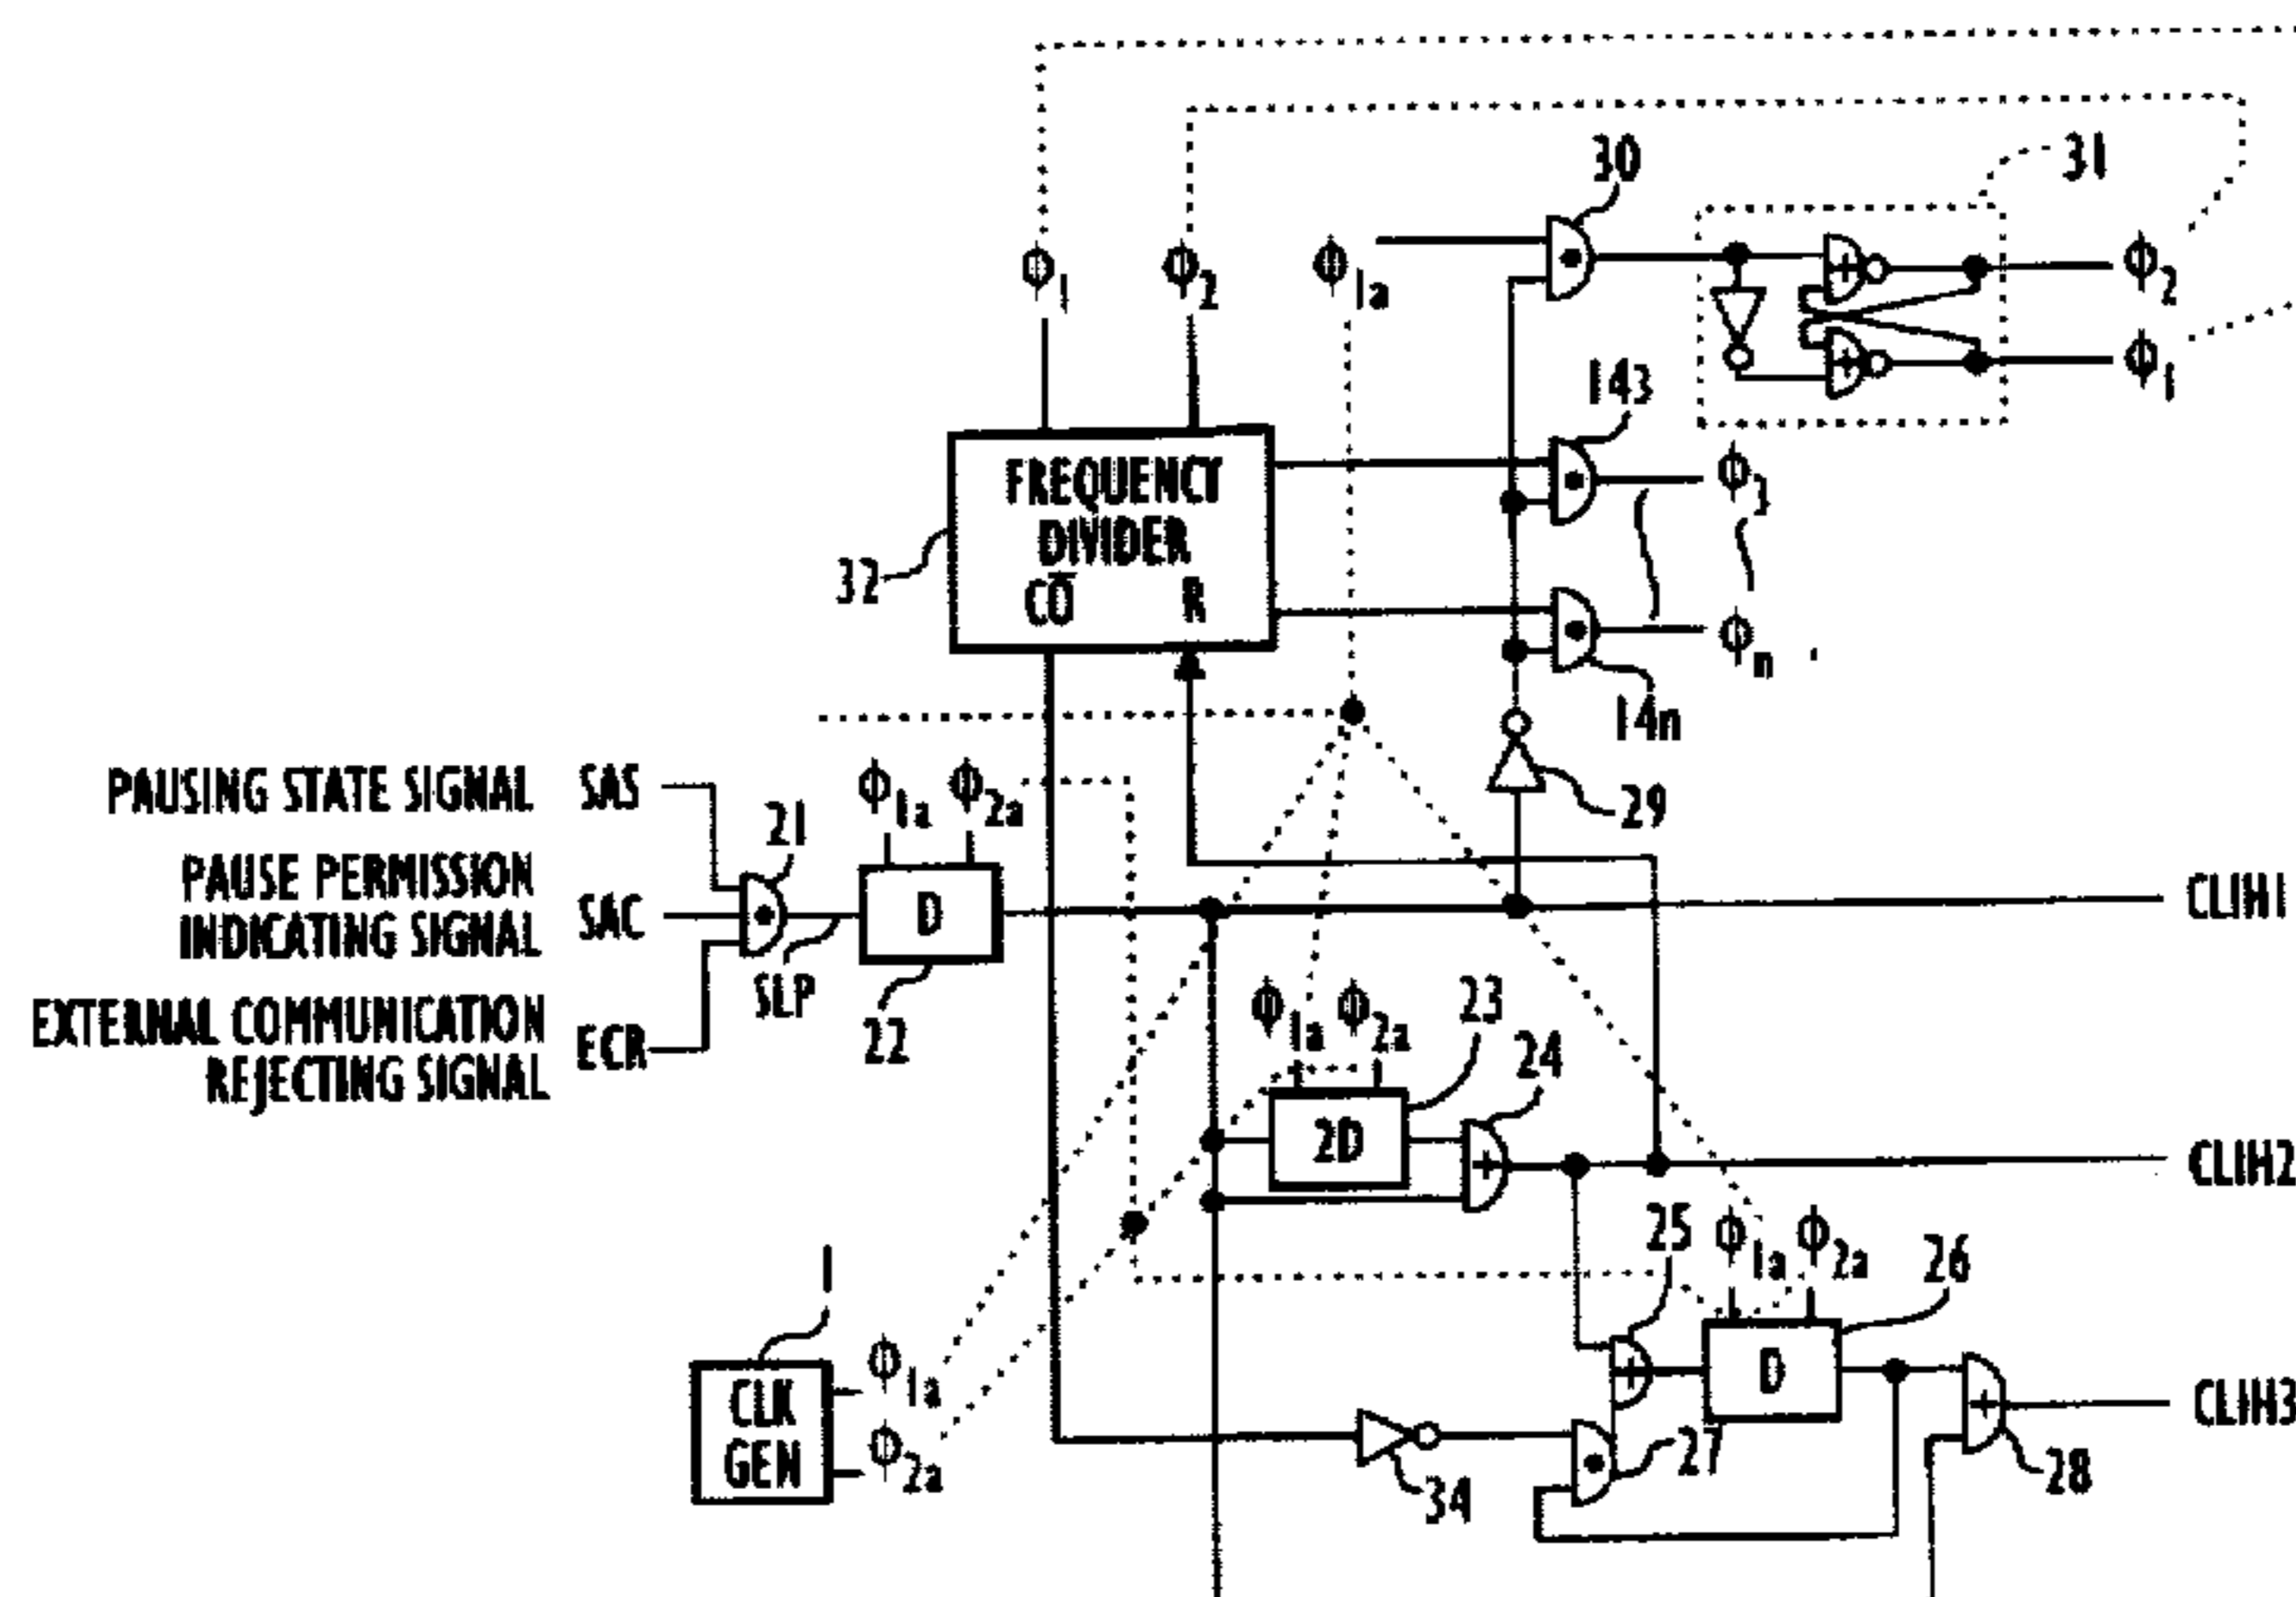 30
31
ϕ1
ϕ2
ϕ1a
ϕ2
ϕ1
143
FREQUENCY
DIVIDER
CO̅ R
32
ϕ3
ϕn
14n
PAUSING STATE SIGNAL SAS
21
ϕ1a
ϕ2a
29
PAUSE PERMISSION
INDICATING SIGNAL
SAC
D
CLIH1
SLP
22
EXTERNAL COMMUNICATION
REJECTING SIGNAL
ECR
ϕ1a
ϕ2a
23
24
2D
CLIH2
25
ϕ1a
ϕ2a
26
1
CLK
GEN
ϕ1a
ϕ2a
D
CLIH3
27
28
34